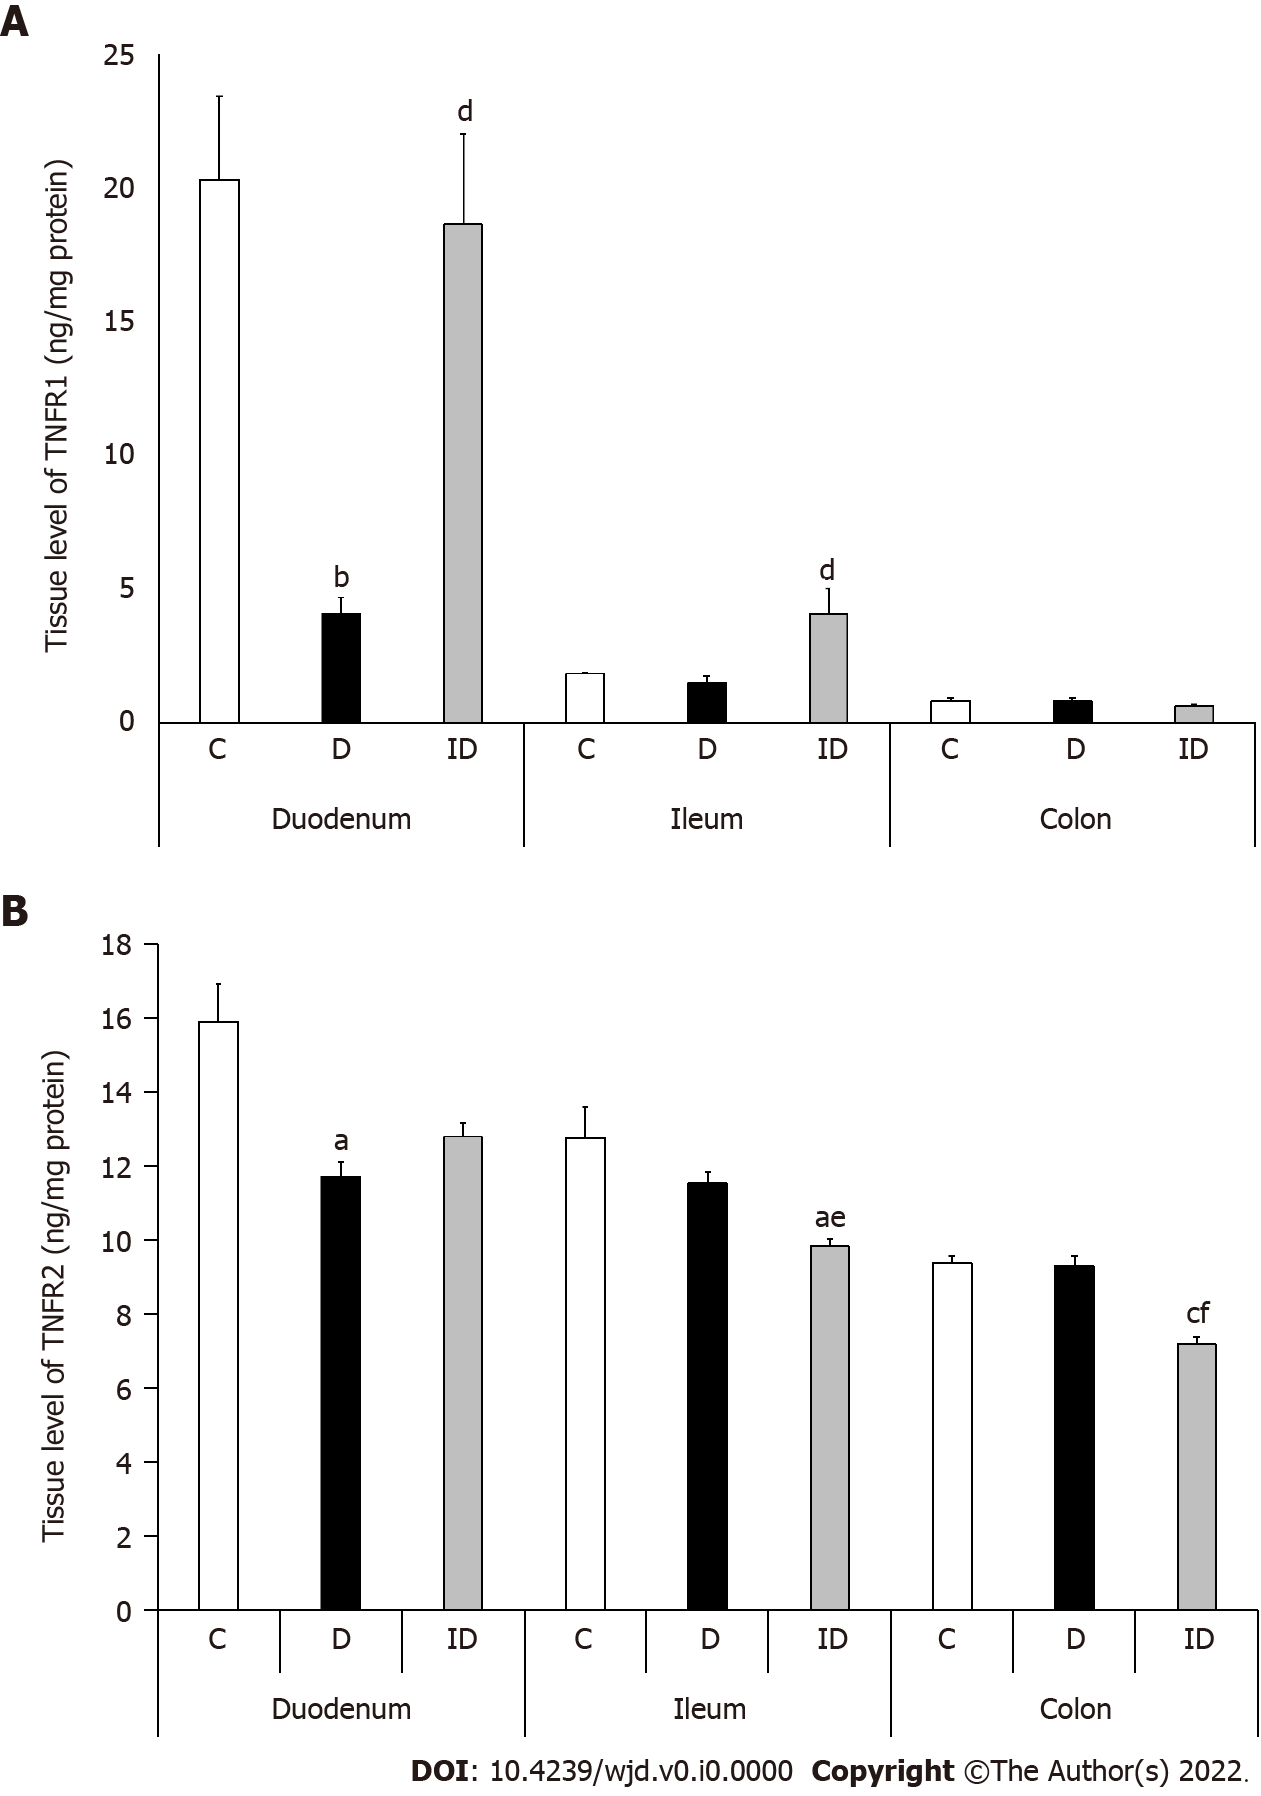 A
25
20
15
10
5
0
Tissue level of TNFR1 (ng/mg protein)
b
d
d
C D ID C D ID C D ID
Duodenum Ileum Colon
B
18
16
14
12
10
8
6
4
2
0
Tissue level of TNFR2 (ng/mg protein)
a
ae
cf
C D ID C D ID C D ID
Duodenum Ileum Colon
DOI: 10.4239/wjd.v0.i0.0000 Copyright ©The Author(s) 2022.